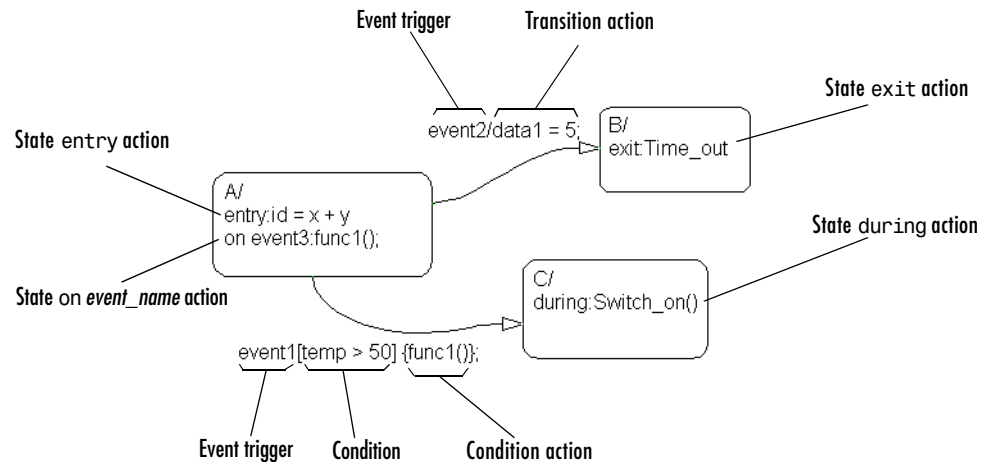 Event trigger
Transition action
State exit action
event2/data1 = 5;
B/
exit:Time_out
State entry action
A/
entry:id = x + y
on event3:func1();
State during action
State on event_name action
C/
during:Switch_on()
event1[temp > 50] {func1()};
Event trigger
Condition
Condition action